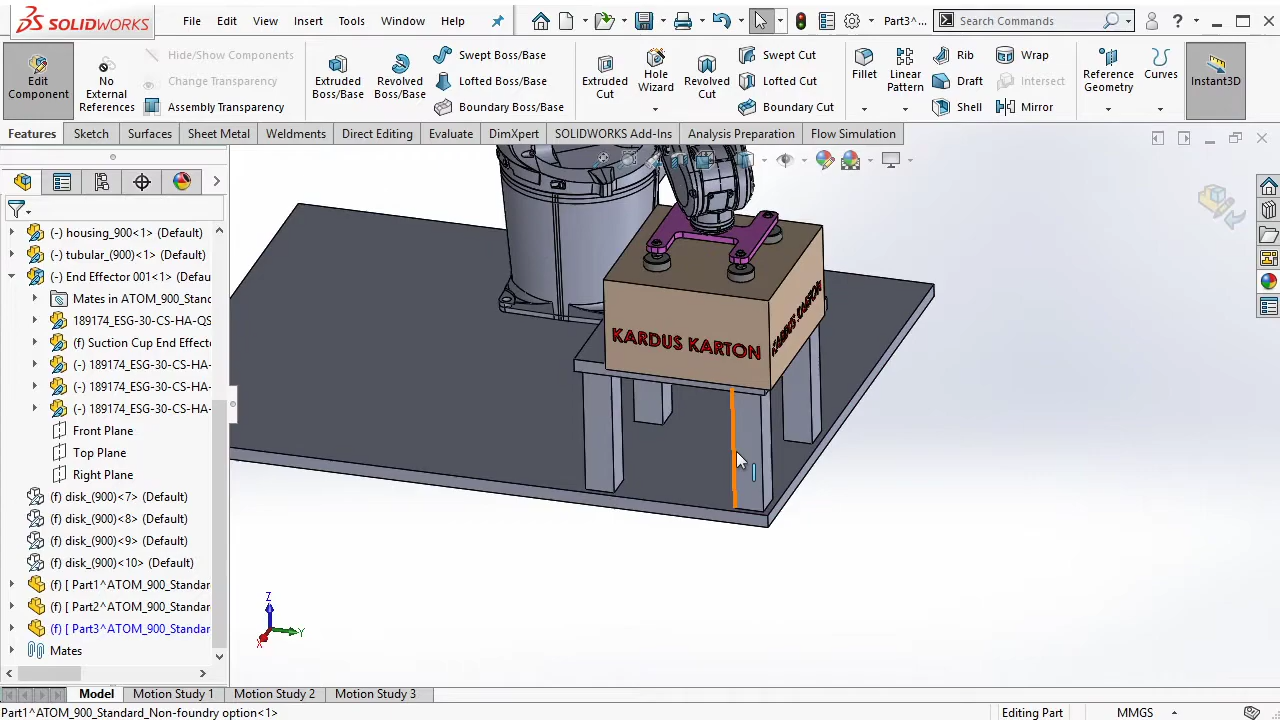 SOLIDWORKS
File Edit View Insert Tools Window Help
Part3^...
Search Commands
Edit Component
No External References
Hide/Show Components
Change Transparency
Assembly Transparency
Extruded Boss/Base
Revolved Boss/Base
Swept Boss/Base
Lofted Boss/Base
Boundary Boss/Base
Extruded Cut
Hole Wizard
Revolved Cut
Swept Cut
Lofted Cut
Boundary Cut
Fillet
Linear Pattern
Rib
Draft
Shell
Wrap
Intersect
Mirror
Reference Geometry
Curves
Instant3D
Features Sketch Surfaces Sheet Metal Weldments Direct Editing Evaluate DimXpert SOLIDWORKS Add-Ins Analysis Preparation Flow Simulation
(-) housing_900<1> (Default)
(-) tubular_(900)<1> (Default)
(-) End Effector 001<1> (Defau
Mates in ATOM_900_Stand
189174_ESG-30-CS-HA-QS
(f) Suction Cup End Effecto
(-) 189174_ESG-30-CS-HA-
(-) 189174_ESG-30-CS-HA-
(-) 189174_ESG-30-CS-HA-
Front Plane
Top Plane
Right Plane
(f) disk_(900)<7> (Default)
(f) disk_(900)<8> (Default)
(f) disk_(900)<9> (Default)
(f) disk_(900)<10> (Default)
(f) [ Part1^ATOM_900_Standar
(f) [ Part2^ATOM_900_Standar
(f) [ Part3^ATOM_900_Standar
Mates
KARDUS KARTON
KARDUS KARTON
Z
Y
X
Model Motion Study 1 Motion Study 2 Motion Study 3
Part1^ATOM_900_Standard_Non-foundry option<1>
Editing Part
MMGS